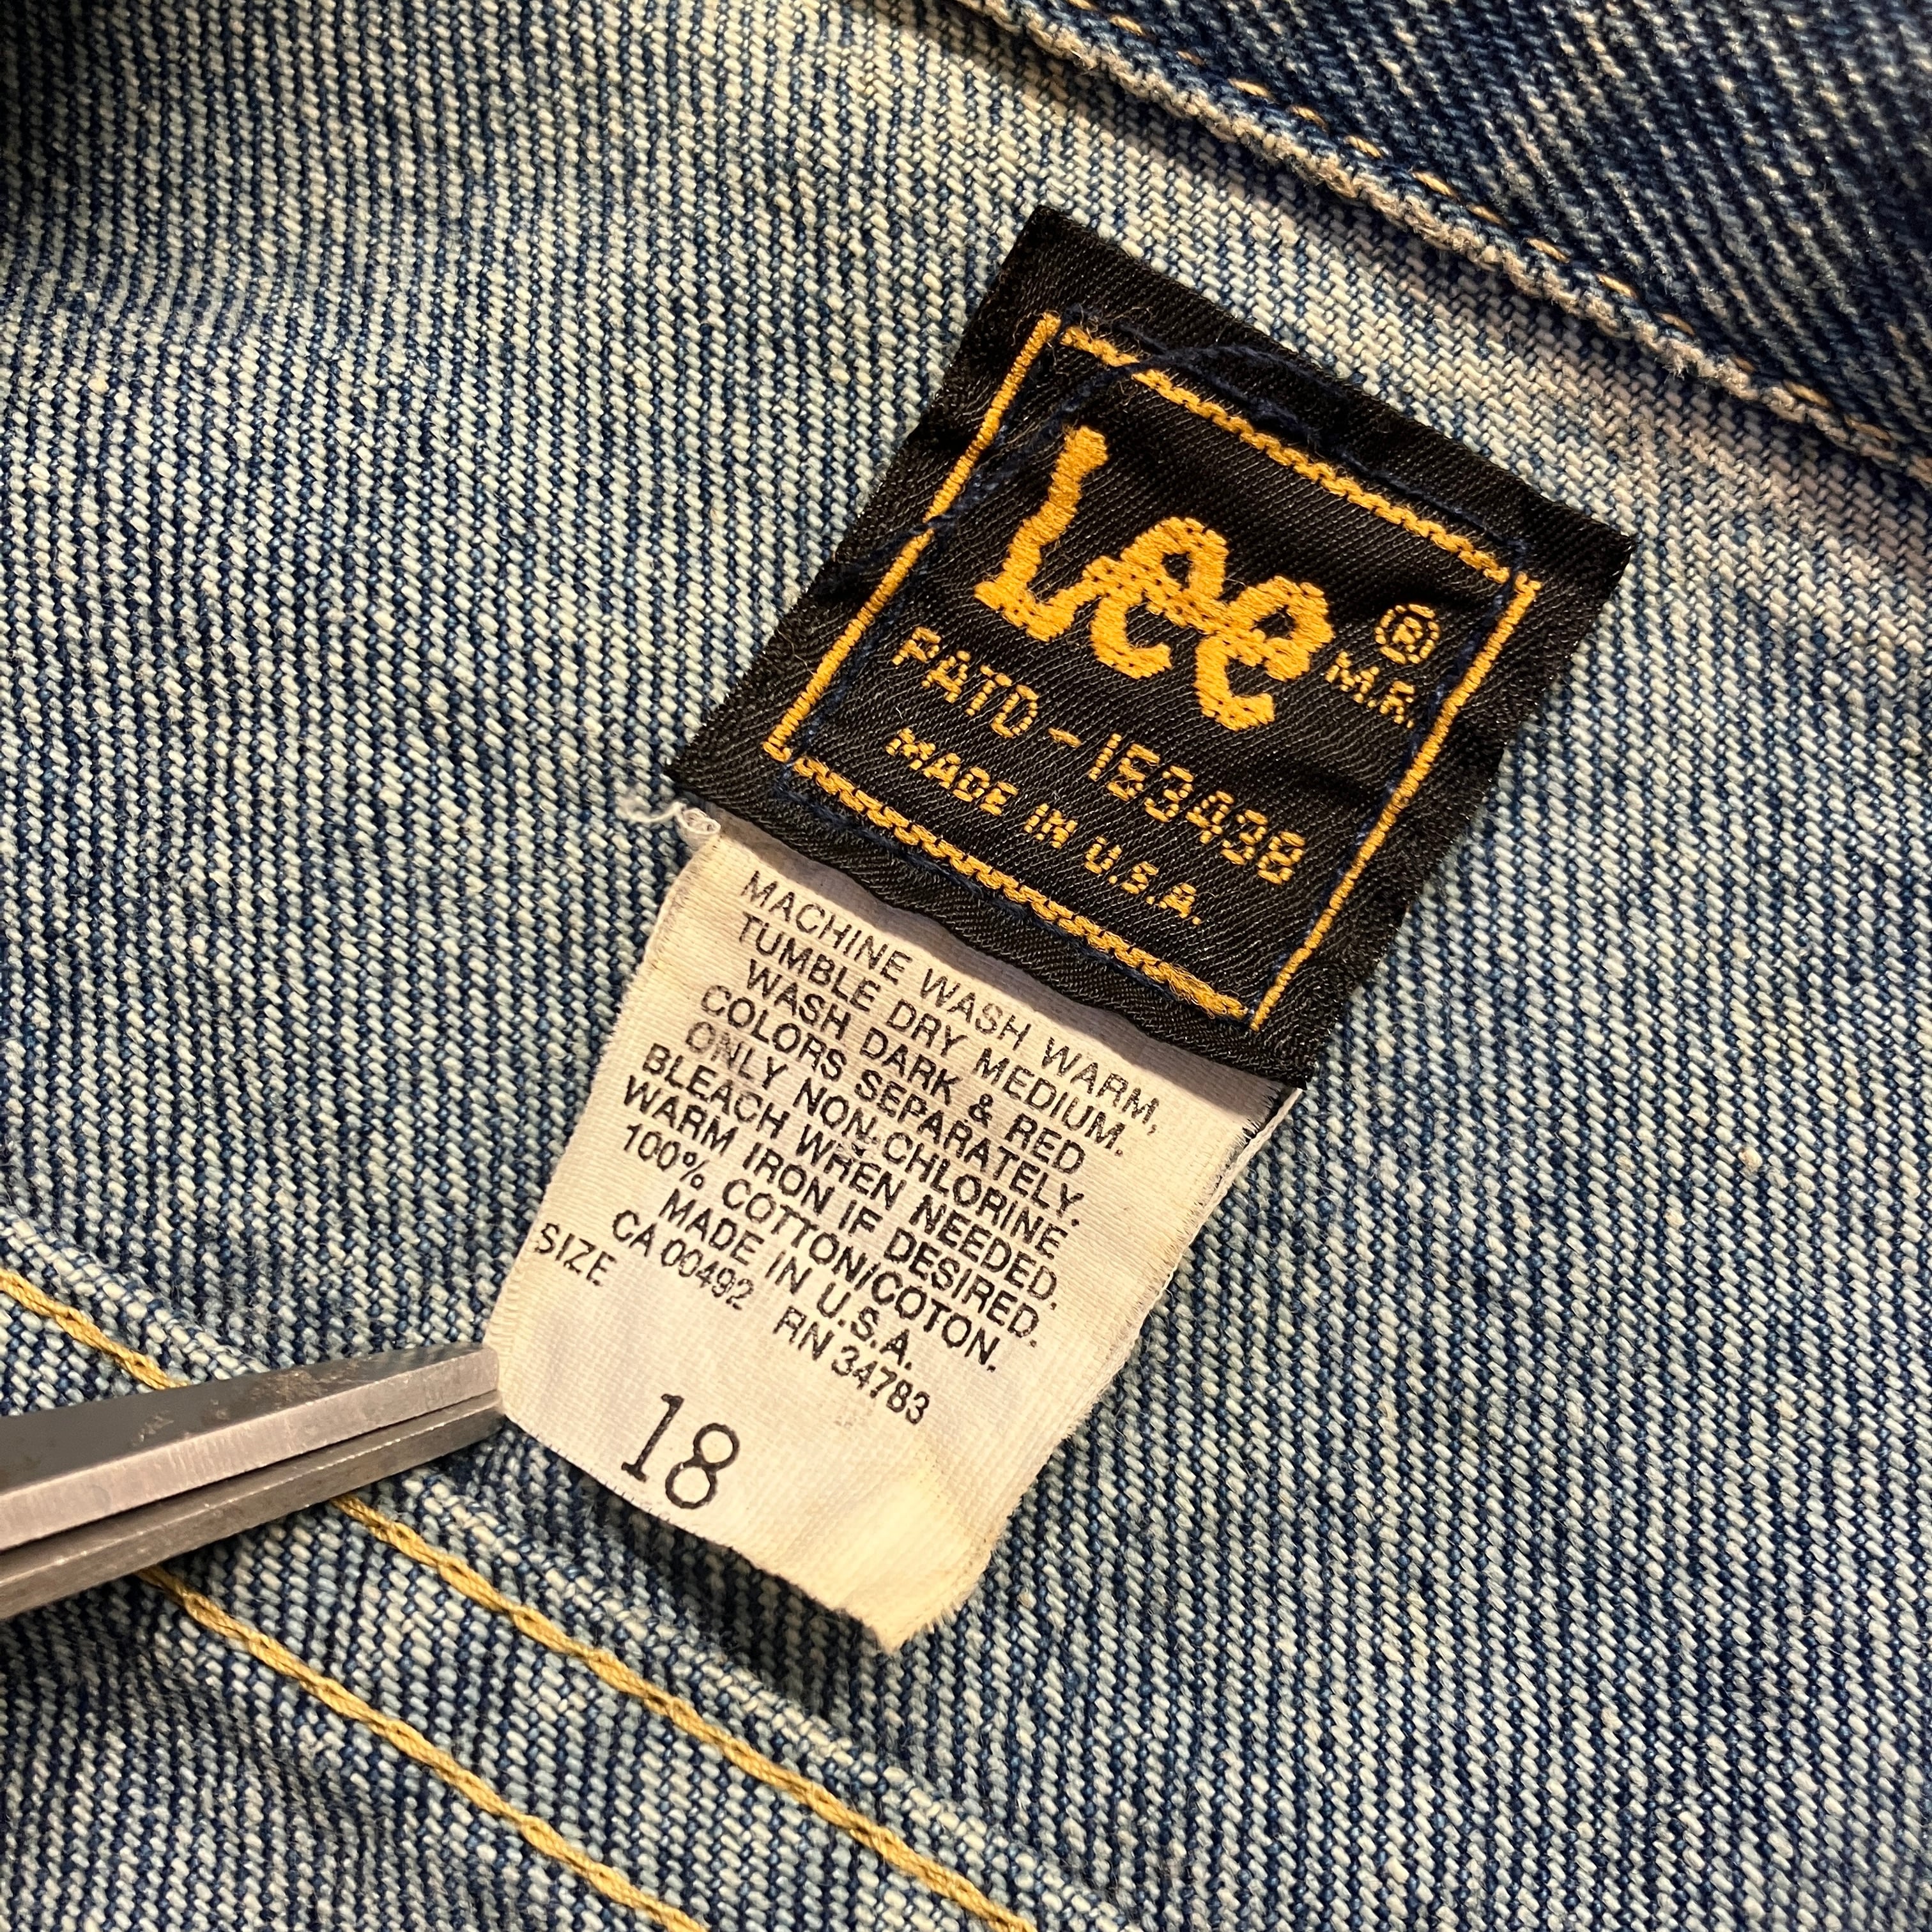 Lee ®
M.R.
PATD-153438
MADE IN U.S.A.
MACHINE WASH WARM,
TUMBLE DRY MEDIUM.
WASH DARK & RED
COLORS SEPARATELY.
ONLY NON-CHLORINE
BLEACH WHEN NEEDED.
WARM IRON IF DESIRED.
100% COTTON/COTON.
MADE IN U.S.A.
CA 00492 RN 34783
SIZE
18